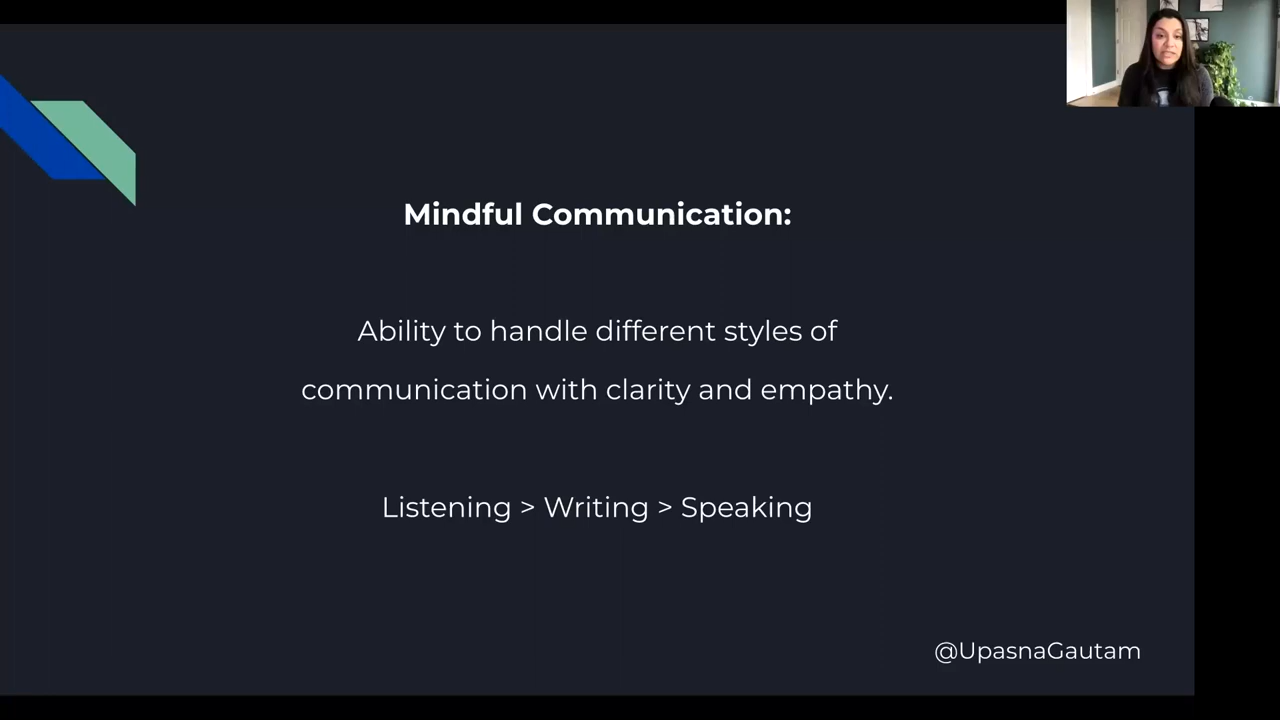 Mindful Communication:
Ability to handle different styles of
communication with clarity and empathy.
Listening > Writing > Speaking
@UpasnaGautam